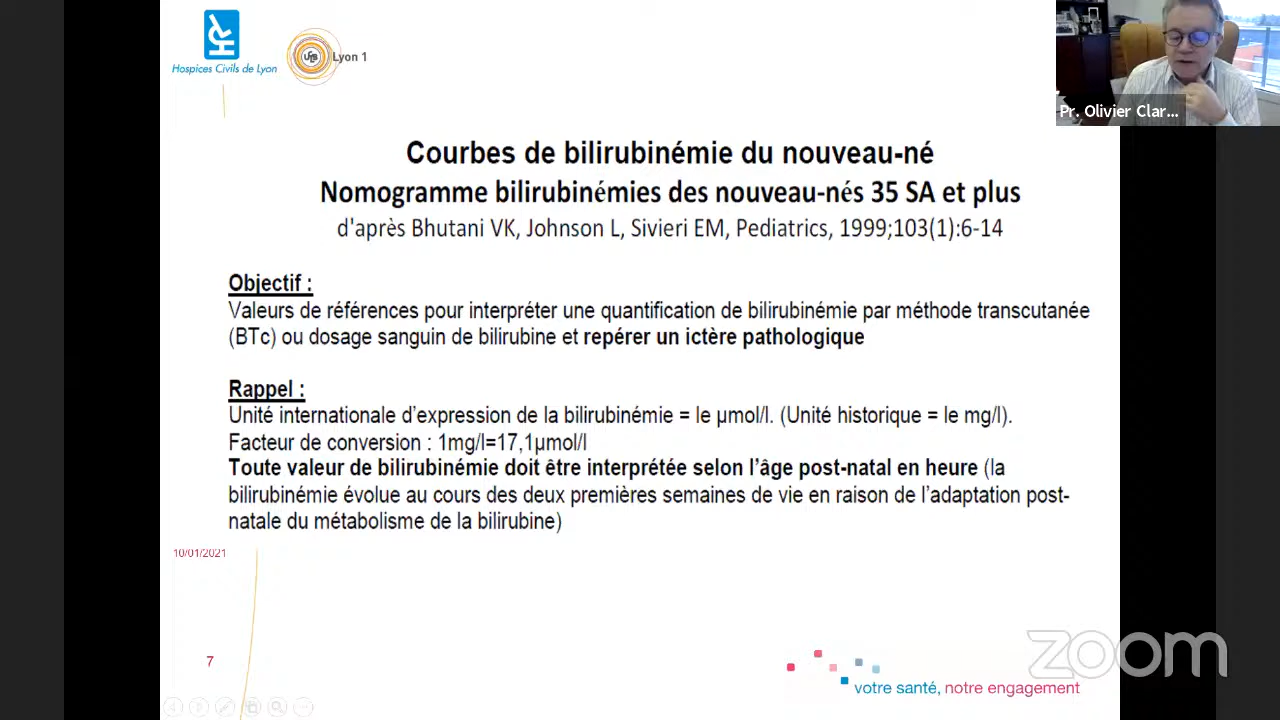 Hospices Civils de Lyon
Lyon 1
Pr. Olivier Clar...
Courbes de bilirubinémie du nouveau-né
Nomogramme bilirubinémies des nouveau-nés 35 SA et plus
d'après Bhutani VK, Johnson L, Sivieri EM, Pediatrics, 1999;103(1):6-14
Objectif :
Valeurs de références pour interpréter une quantification de bilirubinémie par méthode transcutanée
(BTc) ou dosage sanguin de bilirubine et repérer un ictère pathologique
Rappel :
Unité internationale d'expression de la bilirubinémie = le µmol/l. (Unité historique = le mg/l).
Facteur de conversion : 1mg/l=17,1µmol/l
Toute valeur de bilirubinémie doit être interprétée selon l'âge post-natal en heure (la
bilirubinémie évolue au cours des deux premières semaines de vie en raison de l'adaptation post-
natale du métabolisme de la bilirubine)
10/01/2021
7
zoom
votre santé, notre engagement